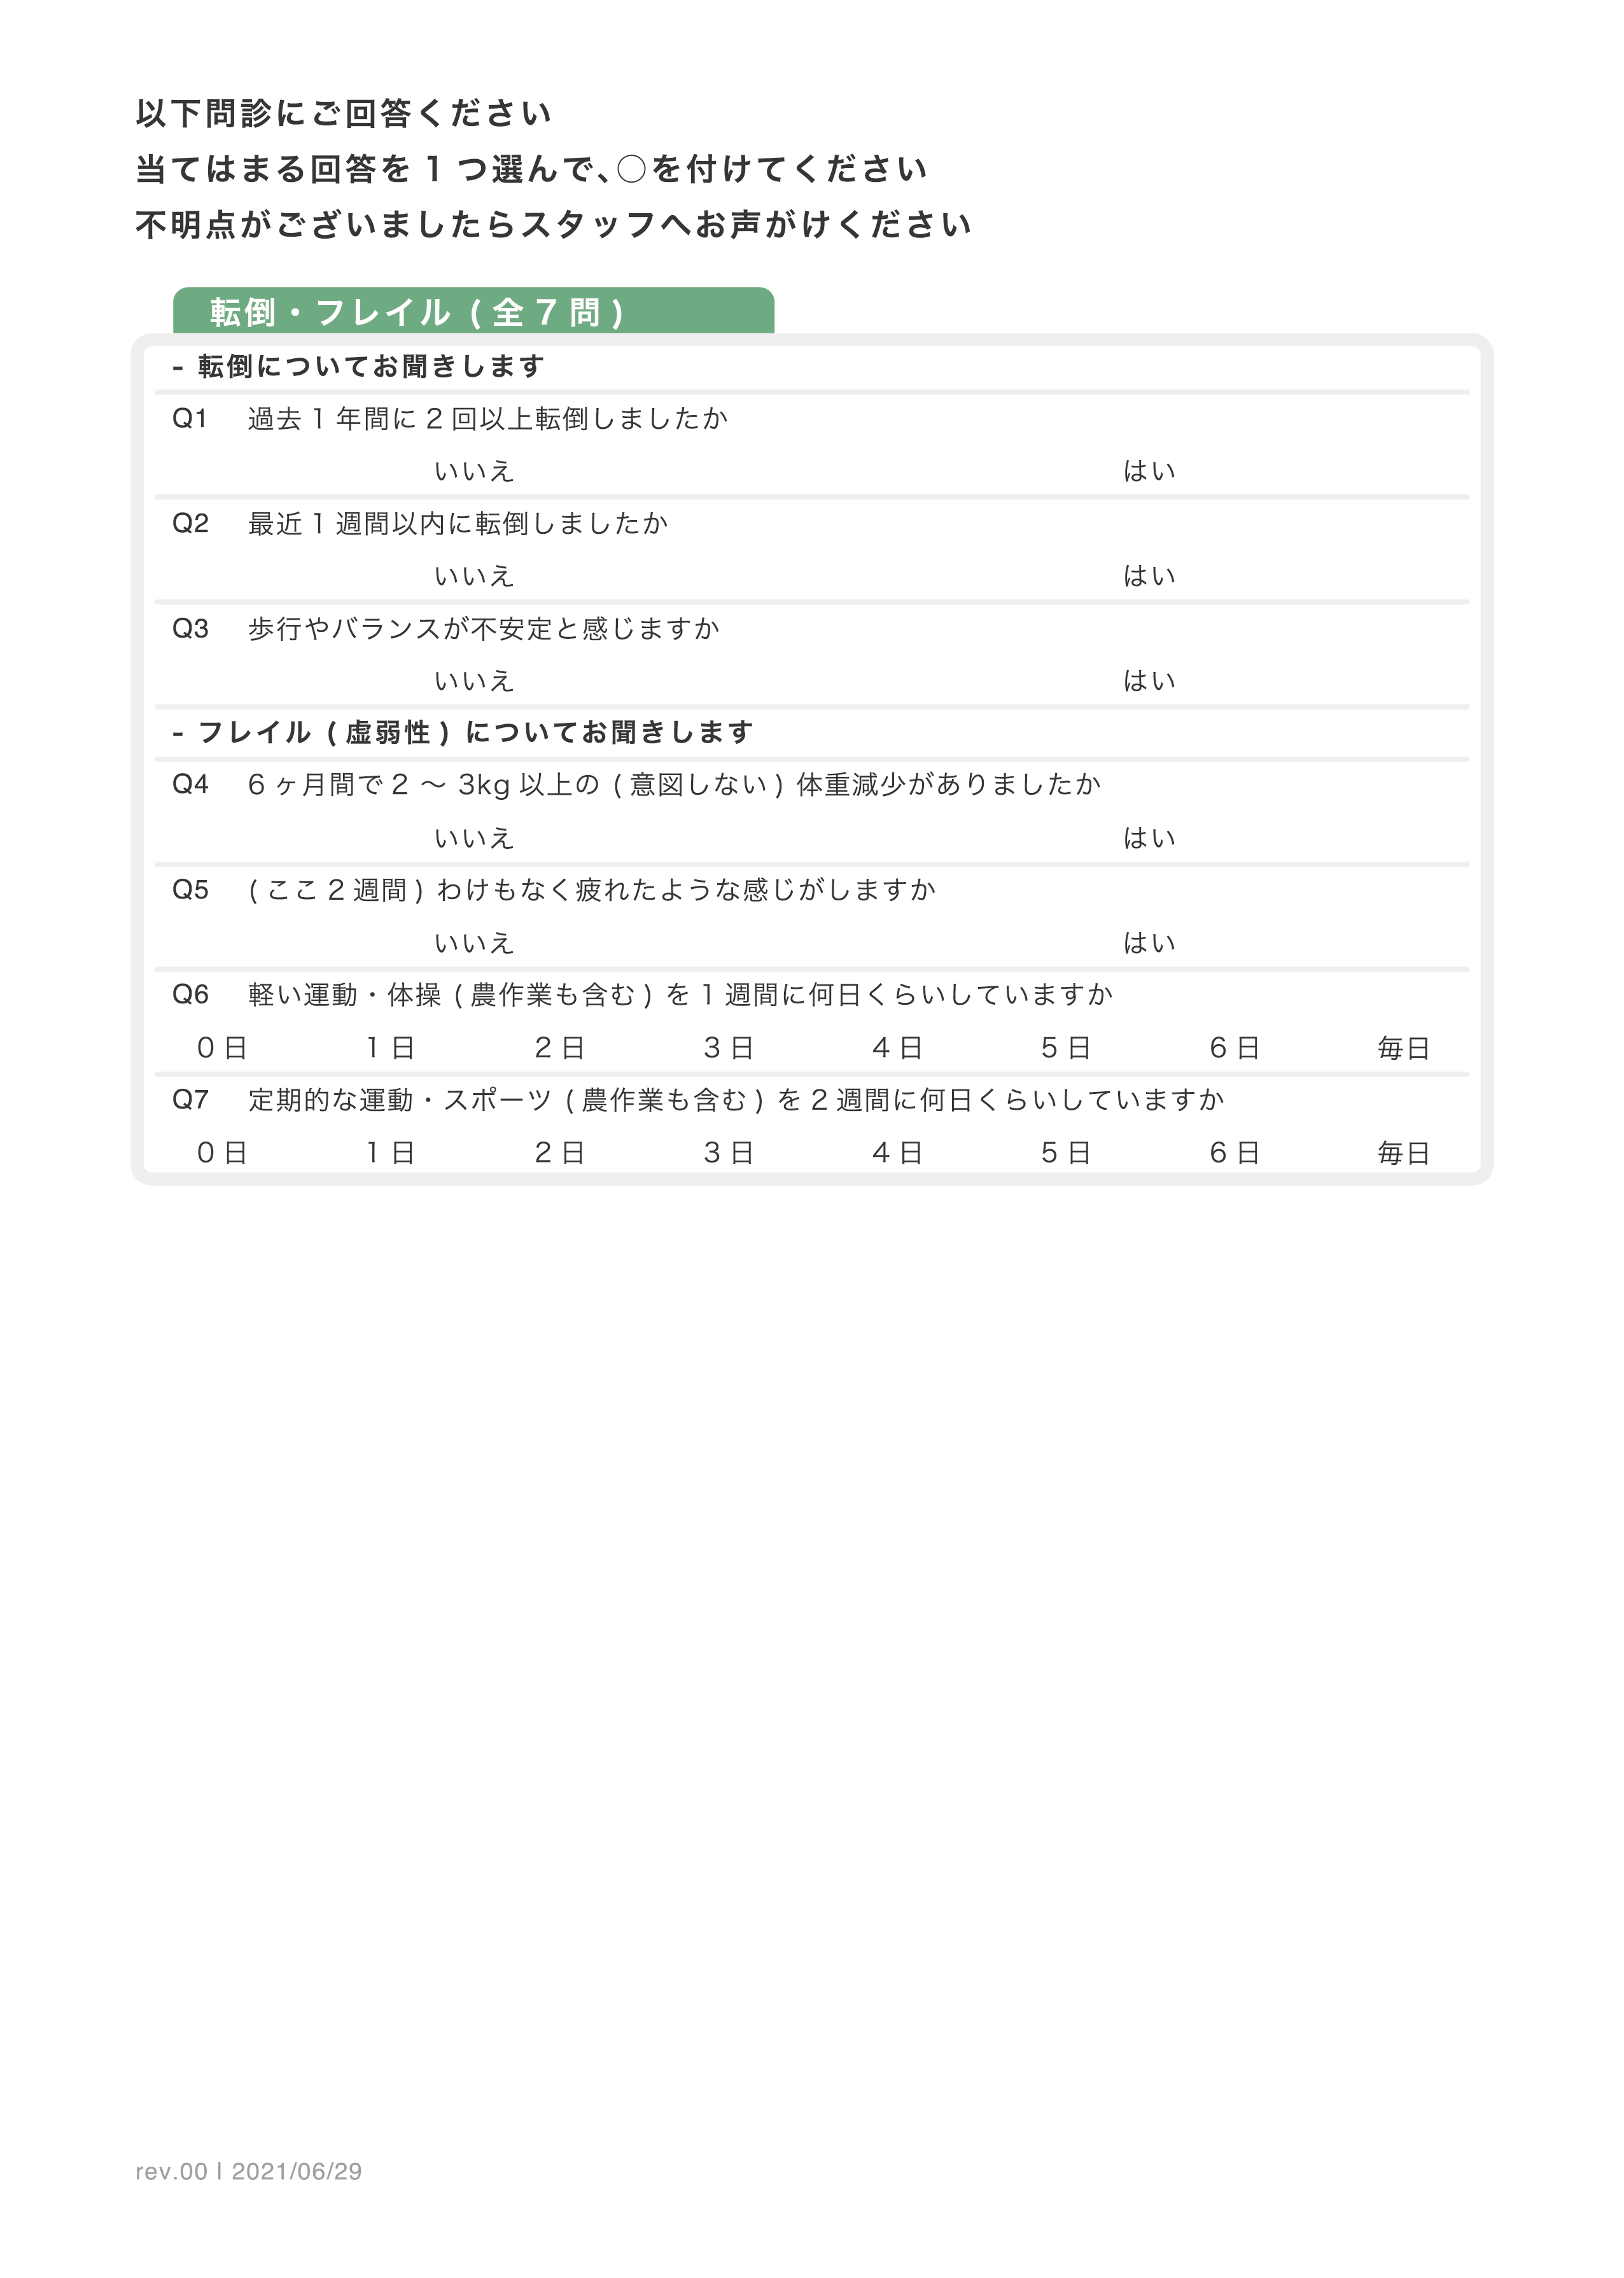 以下問診にご回答ください
当てはまる回答を 1 つ選んで、○を付けてください
不明点がございましたらスタッフへお声がけください
転倒・フレイル ( 全 7 問 )
- 転倒についてお聞きします
Q1 過去 1 年間に 2 回以上転倒しましたか
いいえ はい
Q2 最近 1 週間以内に転倒しましたか
いいえ はい
Q3 歩行やバランスが不安定と感じますか
いいえ はい
- フレイル ( 虚弱性 ) についてお聞きします
Q4 6 ヶ月間で 2 〜 3kg 以上の ( 意図しない ) 体重減少がありましたか
いいえ はい
Q5 ( ここ 2 週間 ) わけもなく疲れたような感じがしますか
いいえ はい
Q6 軽い運動・体操 ( 農作業も含む ) を 1 週間に何日くらいしていますか
0 日 1 日 2 日 3 日 4 日 5 日 6 日 毎日
Q7 定期的な運動・スポーツ ( 農作業も含む ) を 2 週間に何日くらいしていますか
0 日 1 日 2 日 3 日 4 日 5 日 6 日 毎日
rev.00 | 2021/06/29